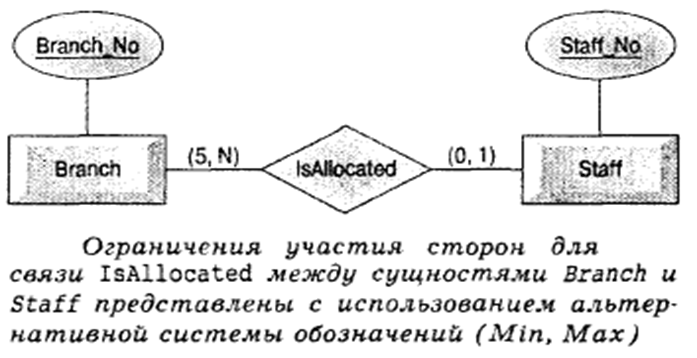 Branch_No
Staff_No
Branch
(5, N)
IsAllocated
(0, 1)
Staff
Ограничения участия сторон для
связи IsAllocated между сущностями Branch и
Staff представлены с использованием альтер-
нативной системы обозначений (Min, Max)